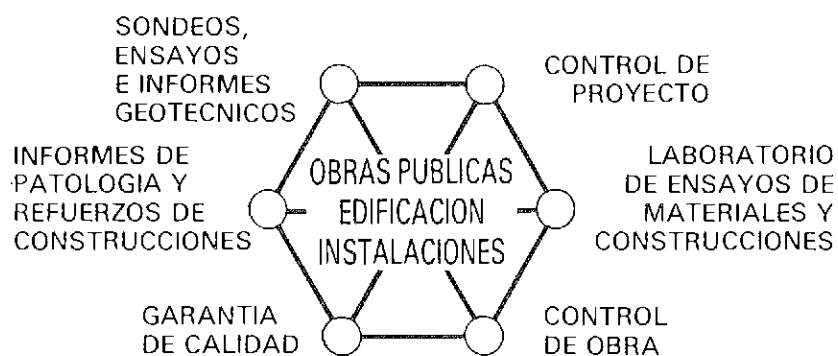 SONDEOS,
ENSAYOS
E INFORMES
GEOTECNICOS
CONTROL DE
PROYECTO
INFORMES DE
PATOLOGIA Y
REFUERZOS DE
CONSTRUCCIONES
OBRAS PUBLICAS
EDIFICACION
INSTALACIONES
LABORATORIO
DE ENSAYOS DE
MATERIALES Y
CONSTRUCCIONES
GARANTIA
DE CALIDAD
CONTROL
DE OBRA